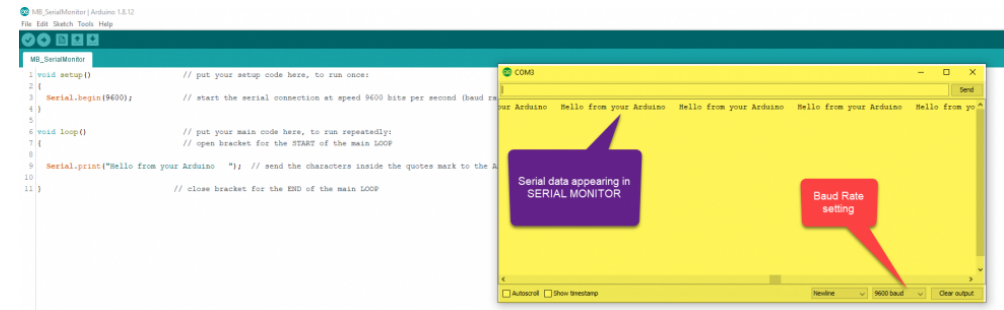 MB_SerialMonitor | Arduino 1.8.12
File Edit Sketch Tools Help
MB_SerialMonitor
1 void setup() // put your setup code here, to run once:
2 {
3 Serial.begin(9600); // start the serial connection at speed 9600 bits per second (baud ra
4 }
5
6 void loop() // put your main code here, to run repeatedly:
7 { // open bracket for the START of the main LOOP
8
9 Serial.print("Hello from your Arduino   "); // send the characters inside the quotes mark to the A
10
11 } // close bracket for the END of the main LOOP
COM3
Send
our Arduino Hello from your Arduino Hello from your Arduino Hello from your Arduino Hello from yo
Serial data appearing in
SERIAL MONITOR
Baud Rate
setting
Autoscroll Show timestamp Newline 9600 baud Clear output